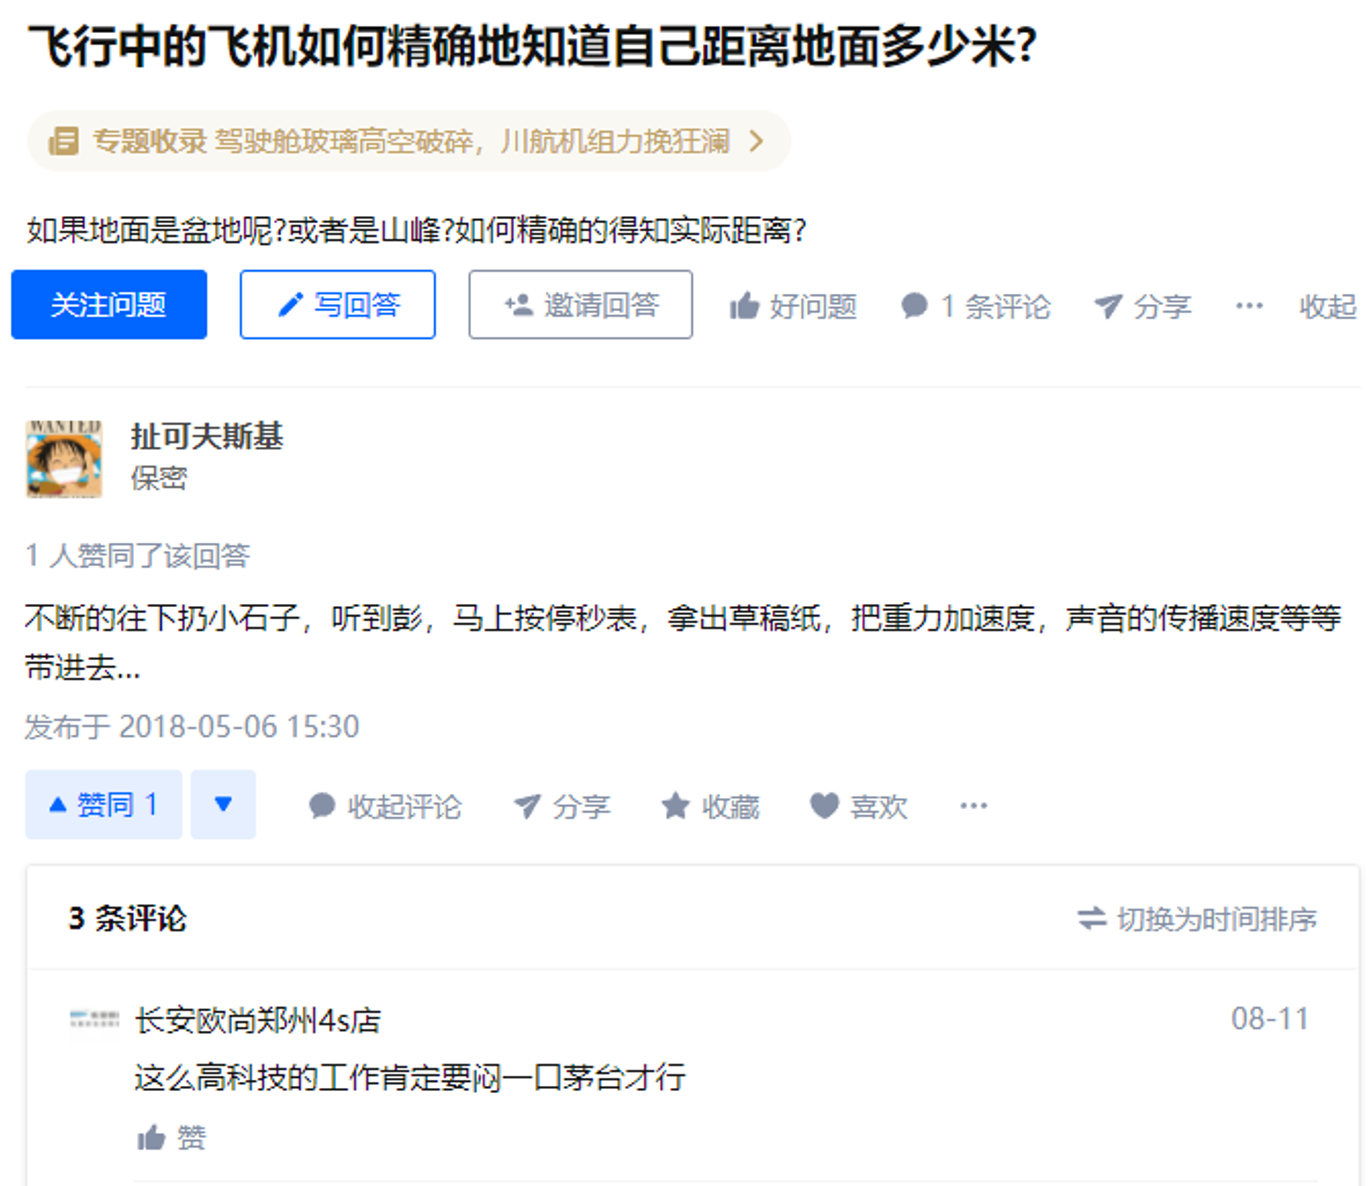 飞行中的飞机如何精确地知道自己距离地面多少米?
专题收录 驾驶舱玻璃高空破碎，川航机组力挽狂澜
如果地面是盆地呢?或者是山峰?如何精确的得知实际距离?
关注问题 写回答 邀请回答 好问题 1 条评论 分享 ... 收起
WANTED
扯可夫斯基
保密
1 人赞同了该回答
不断的往下扔小石子，听到彭，马上按停秒表，拿出草稿纸，把重力加速度，声音的传播速度等等
带进去...
发布于 2018-05-06 15:30
赞同 1 收起评论 分享 收藏 喜欢 ...
3 条评论 切换为时间排序
长安欧尚郑州4s店 08-11
这么高科技的工作肯定要闷一口茅台才行
赞